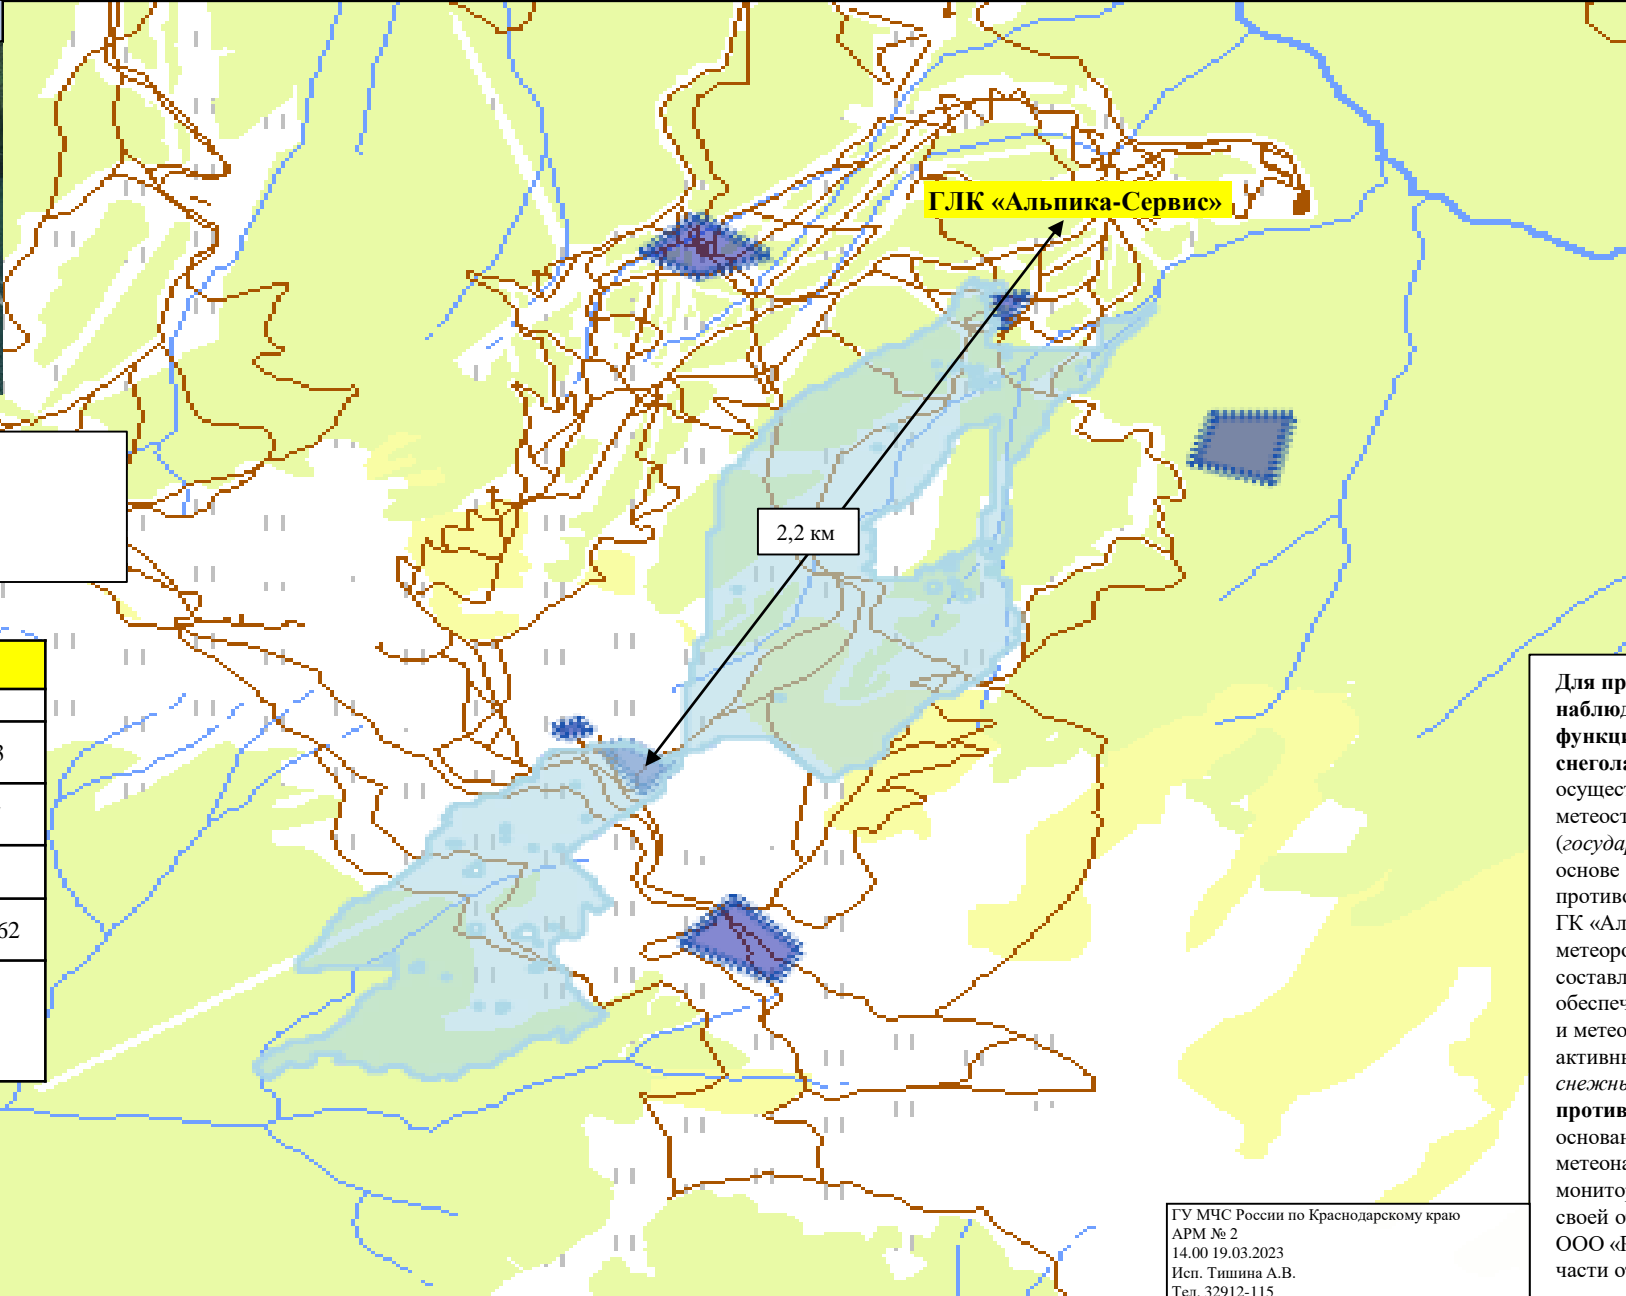 ГЛК «Альпика-Сервис»
2,2 км
3
62
Для пр
наблюд
функци
снегола
осущест
метеост
(госуда
основе
противо
ГК «Ал
метеоро
составл
обеспеч
и метео
активны
снежны
против
основан
метеона
монитор
своей о
ООО «
части о
ГУ МЧС России по Краснодарскому краю
АРМ № 2
14.00 19.03.2023
Исп. Тишина А.В.
Тел. 32912-115